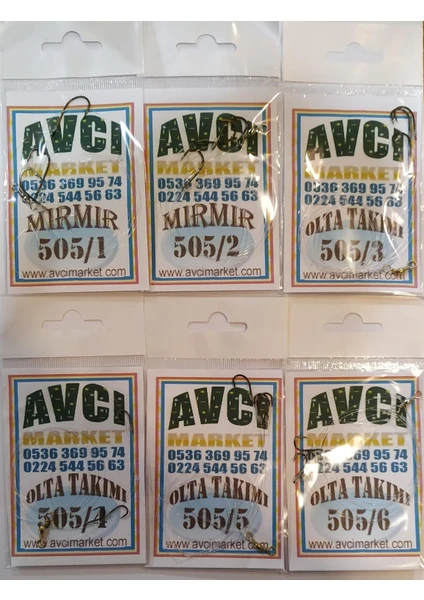 AVCI
MARKET
0536 369 95 74
0224 544 56 63
MIRMIR
505/1
www.avcimarket.com
AVCI
MARKET
0536 369 95 74
0224 544 56 63
MIRMIR
505/2
www.avcimarket.com
AVCI
MARKET
0536 369 95 74
0224 544 56 63
OLTA TAKIMI
505/3
www.avcimarket.com
AVCI
MARKET
0536 369 95 74
0224 544 56 63
OLTA TAKIMI
505/4
www.avcimarket.com
AVCI
MARKET
0536 369 95 74
0224 544 56 63
OLTA TAKIMI
505/5
www.avcimarket.com
AVCI
MARKET
0536 369 95 74
0224 544 56 63
OLTA TAKIMI
505/6
www.avcimarket.com